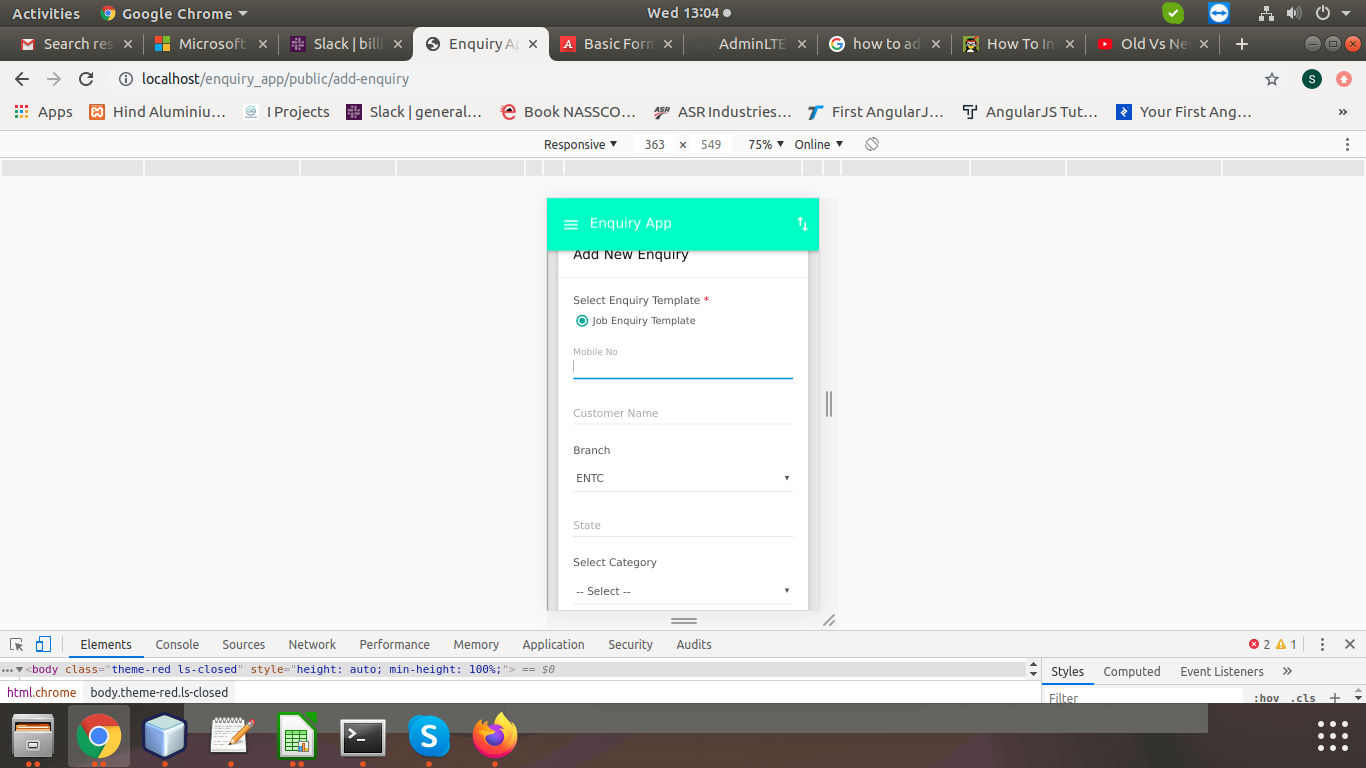 Activities Google Chrome Wed 13:04
Search res Microsoft Slack | billi Enquiry Ap Basic Form AdminLTE how to ad How To In Old Vs Ne
localhost/enquiry_app/public/add-enquiry S
Apps Hind Aluminiu... I Projects Slack | general... Book NASSCO... ASR ASR Industries... First AngularJ... AngularJS Tut... Your First Ang... »
Responsive 363 × 549 75% Online
Enquiry App
Add New Enquiry
Select Enquiry Template *
Job Enquiry Template
Mobile No
Customer Name
Branch
ENTC
State
Select Category
-- Select --
Elements Console Sources Network Performance Memory Application Security Audits 2 1
...<body class="theme-red ls-closed" style="height: auto; min-height: 100%;"> == $0
Styles Computed Event Listeners »
html.chrome body.theme-red.ls-closed
Filter :hov .cls +